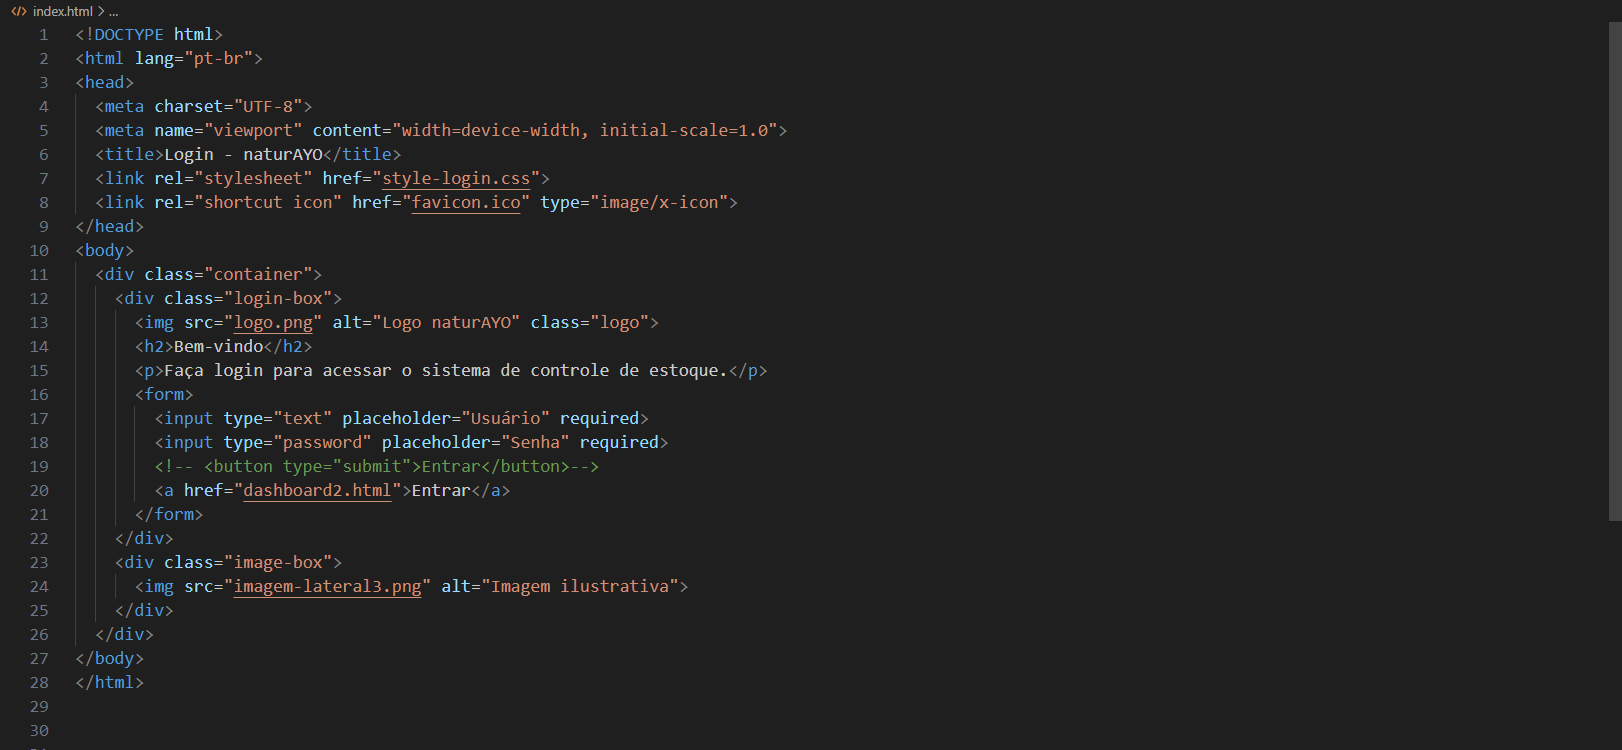 index.html > ...
1 <!DOCTYPE html>
2 <html lang="pt-br">
3 <head>
4 <meta charset="UTF-8">
5 <meta name="viewport" content="width=device-width, initial-scale=1.0">
6 <title>Login - naturAYO</title>
7 <link rel="stylesheet" href="style-login.css">
8 <link rel="shortcut icon" href="favicon.ico" type="image/x-icon">
9 </head>
10 <body>
11 <div class="container">
12 <div class="login-box">
13 <img src="logo.png" alt="Logo naturAYO" class="logo">
14 <h2>Bem-vindo</h2>
15 <p>Faça login para acessar o sistema de controle de estoque.</p>
16 <form>
17 <input type="text" placeholder="Usuário" required>
18 <input type="password" placeholder="Senha" required>
19 <!-- <button type="submit">Entrar</button>-->
20 <a href="dashboard2.html">Entrar</a>
21 </form>
22 </div>
23 <div class="image-box">
24 <img src="imagem-lateral3.png" alt="Imagem ilustrativa">
25 </div>
26 </div>
27 </body>
28 </html>
29
30